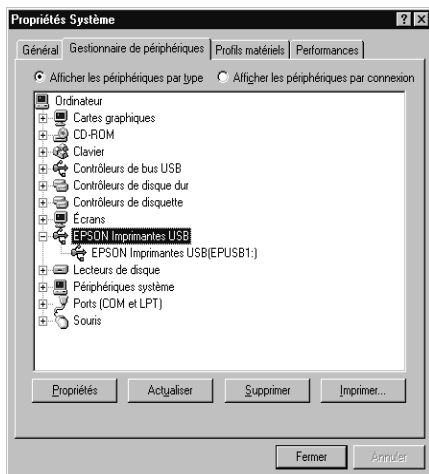 Propriétés Système
Général Gestionnaire de périphériques Profils matériels Performances
Afficher les périphériques par type Afficher les périphériques par connexion
Ordinateur
Cartes graphiques
CD-ROM
Clavier
Contrôleurs de bus USB
Contrôleurs de disque dur
Contrôleurs de disquette
Écrans
EPSON Imprimantes USB
EPSON Imprimantes USB(EPUSB1:)
Lecteurs de disque
Périphériques système
Ports (COM et LPT)
Souris
Propriétés Actualiser Supprimer Imprimer...
Fermer Annuler